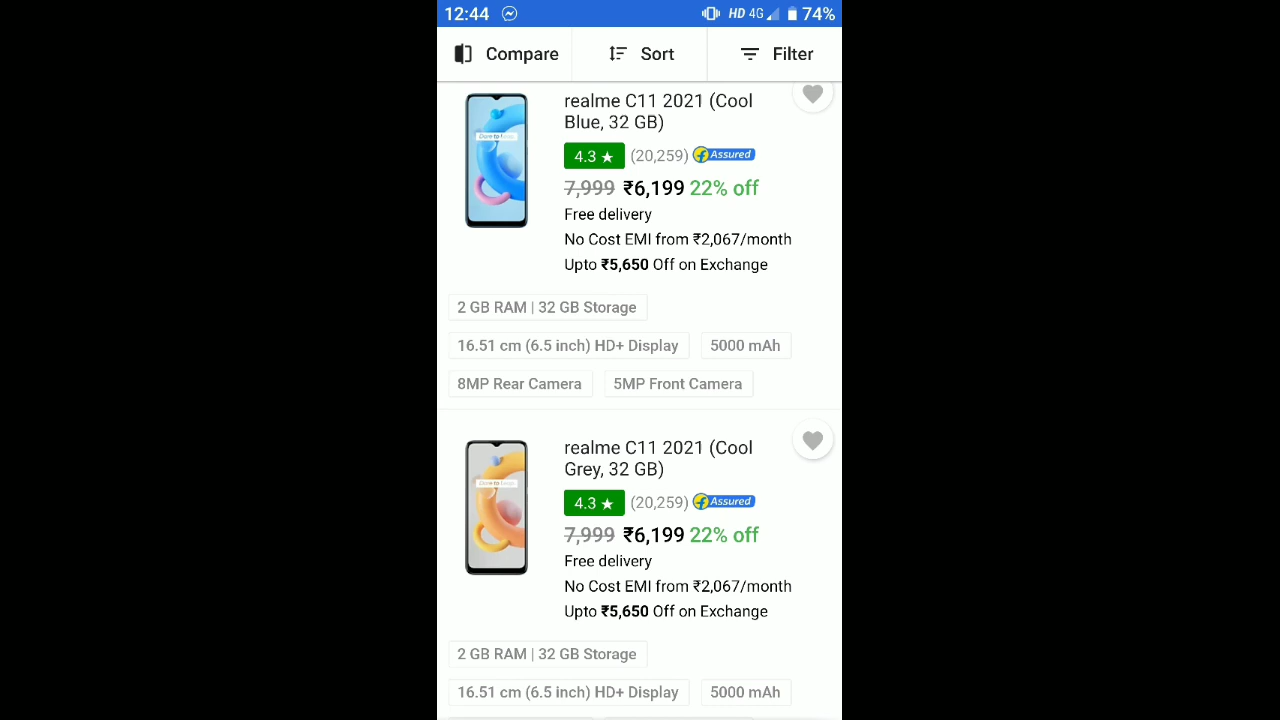 12:44 HD 4G 74%
Compare Sort Filter
realme C11 2021 (Cool
Blue, 32 GB)
4.3 ★ (20,259) Assured
7,999 ₹6,199 22% off
Free delivery
No Cost EMI from ₹2,067/month
Upto ₹5,650 Off on Exchange
2 GB RAM | 32 GB Storage
16.51 cm (6.5 inch) HD+ Display 5000 mAh
8MP Rear Camera 5MP Front Camera
realme C11 2021 (Cool
Grey, 32 GB)
4.3 ★ (20,259) Assured
7,999 ₹6,199 22% off
Free delivery
No Cost EMI from ₹2,067/month
Upto ₹5,650 Off on Exchange
2 GB RAM | 32 GB Storage
16.51 cm (6.5 inch) HD+ Display 5000 mAh